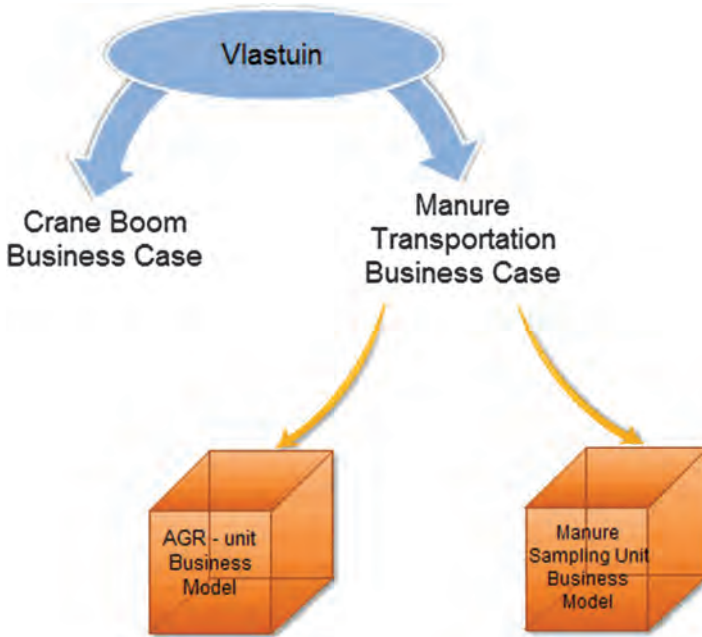 Vlastuin
Crane Boom
Business Case
Manure
Transportation
Business Case
AGR - unit
Business
Model
Manure
Sampling Unit
Business
Model